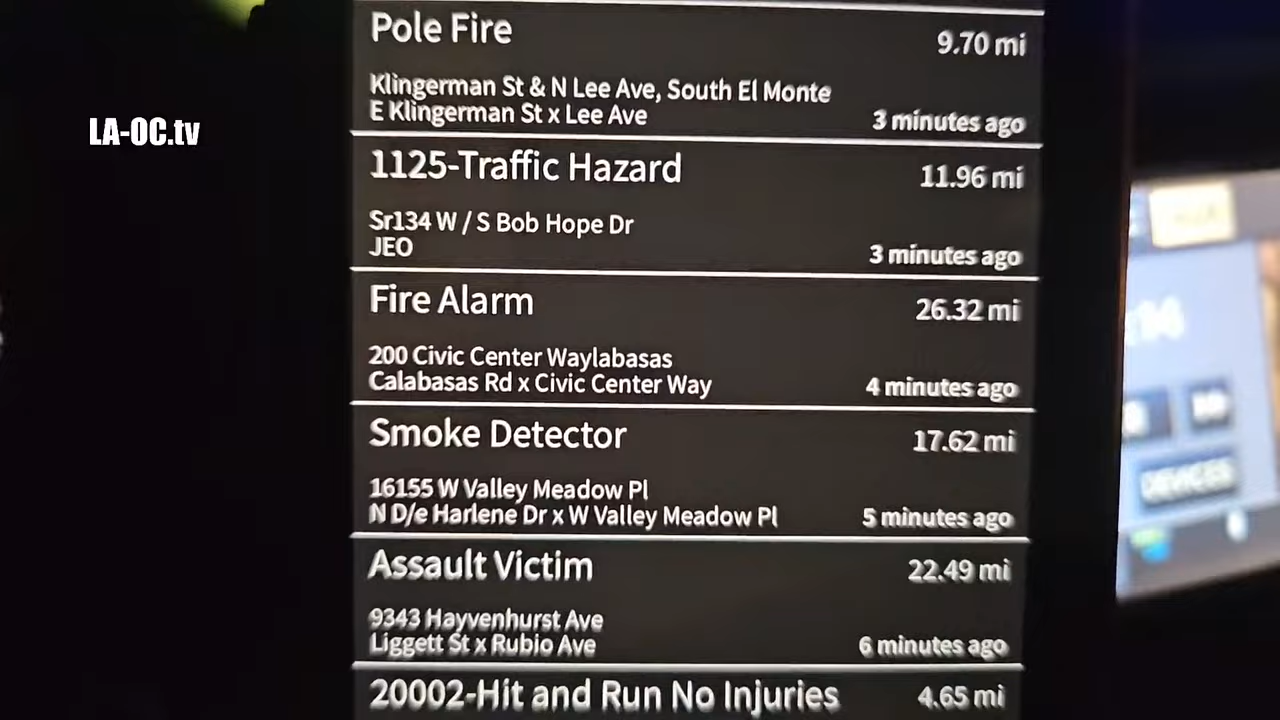 LA-OC.tv
Pole Fire
9.70 mi
Klingerman St & N Lee Ave, South El Monte
E Klingerman St x Lee Ave
3 minutes ago
1125-Traffic Hazard
11.96 mi
Sr134 W / S Bob Hope Dr
JEO
3 minutes ago
Fire Alarm
26.32 mi
200 Civic Center Waylabasas
Calabasas Rd x Civic Center Way
4 minutes ago
Smoke Detector
17.62 mi
16155 W Valley Meadow Pl
N D/e Harlene Dr x W Valley Meadow Pl
5 minutes ago
Assault Victim
22.49 mi
9343 Hayvenhurst Ave
Liggett St x Rubio Ave
6 minutes ago
20002-Hit and Run No Injuries
4.65 mi
DEVICES